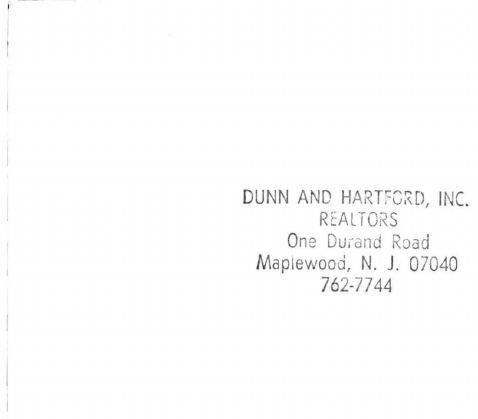 DUNN AND HARTFORD, INC.
REALTORS
One Durand Road
Maplewood, N. J. 07040
762-7744